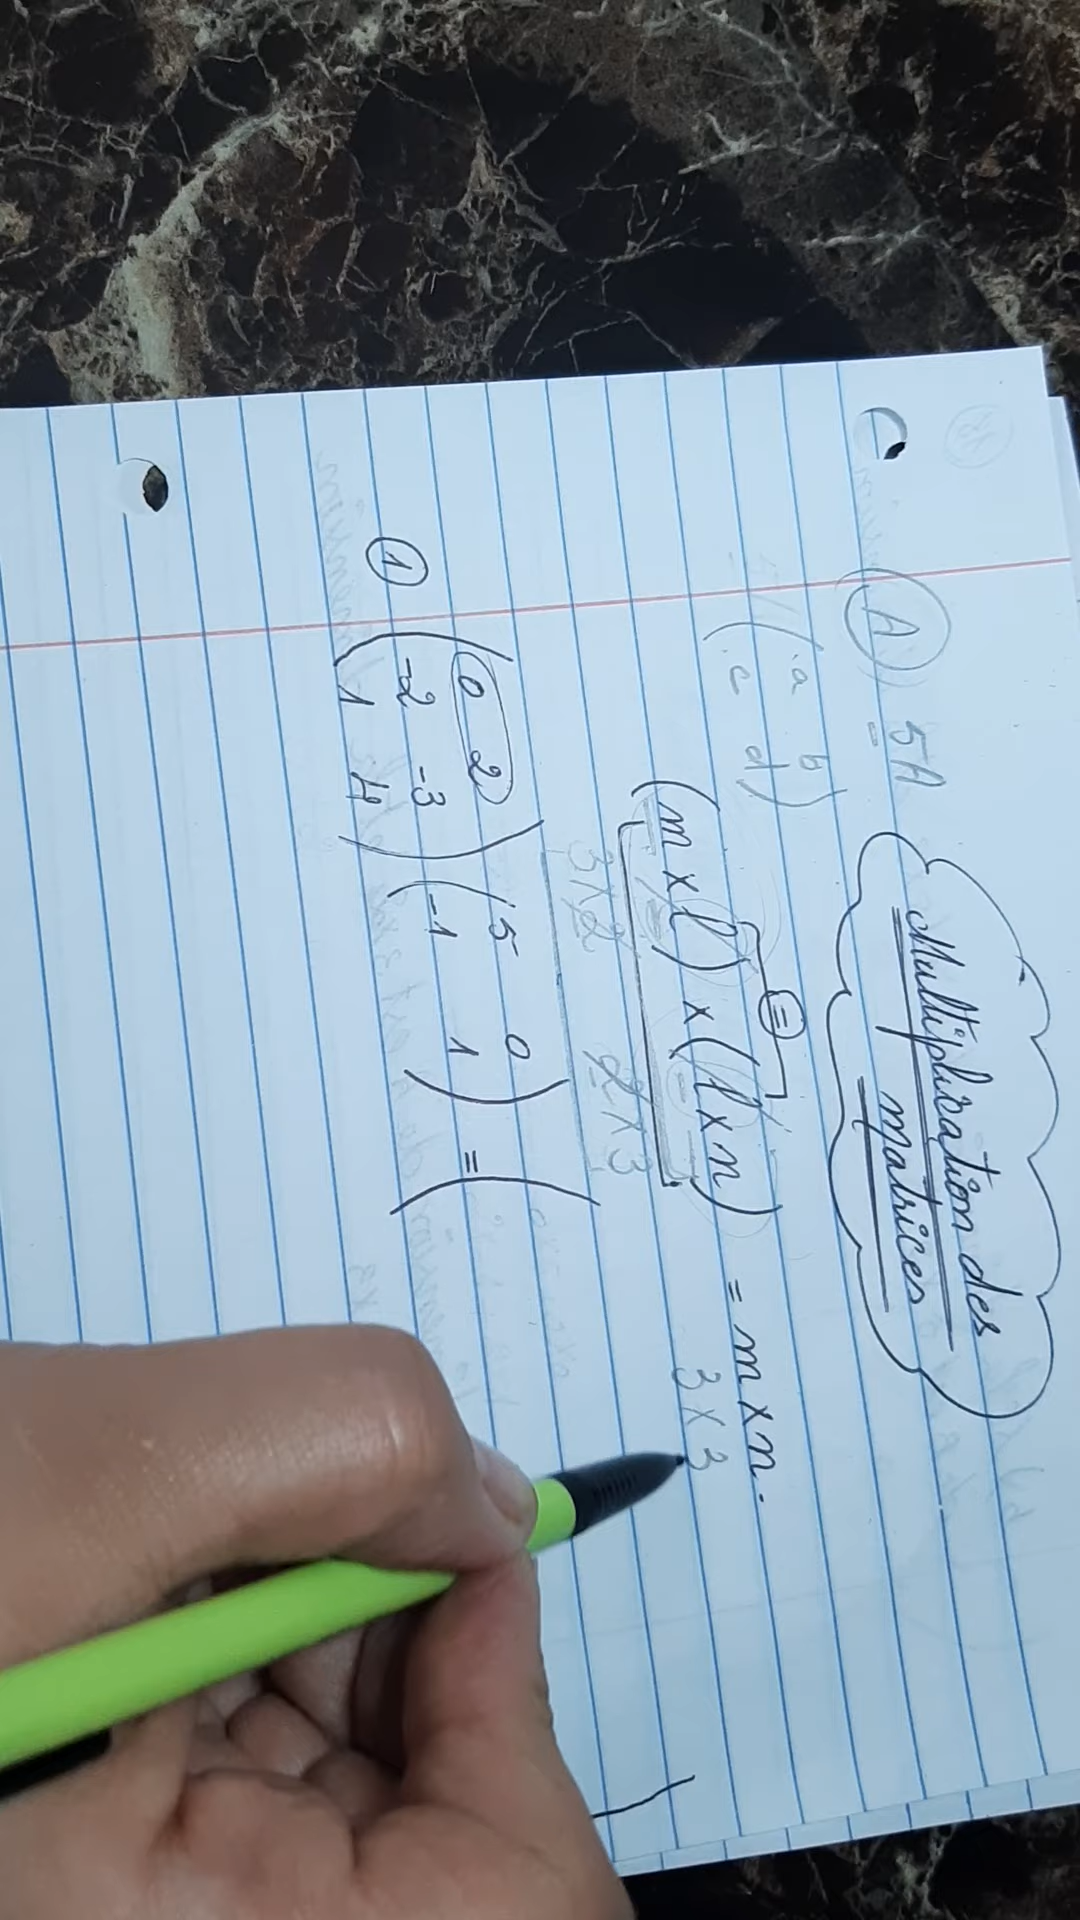 Multiplication des
matrices
A
5A
( a b
c d )
=
(m x l) x (l x n) = m x n.
3 x 2 2 x 3 3 x 3
1
( 0 2 ) ( 5 0 ) = (
-2 -3 -1 1
1 4